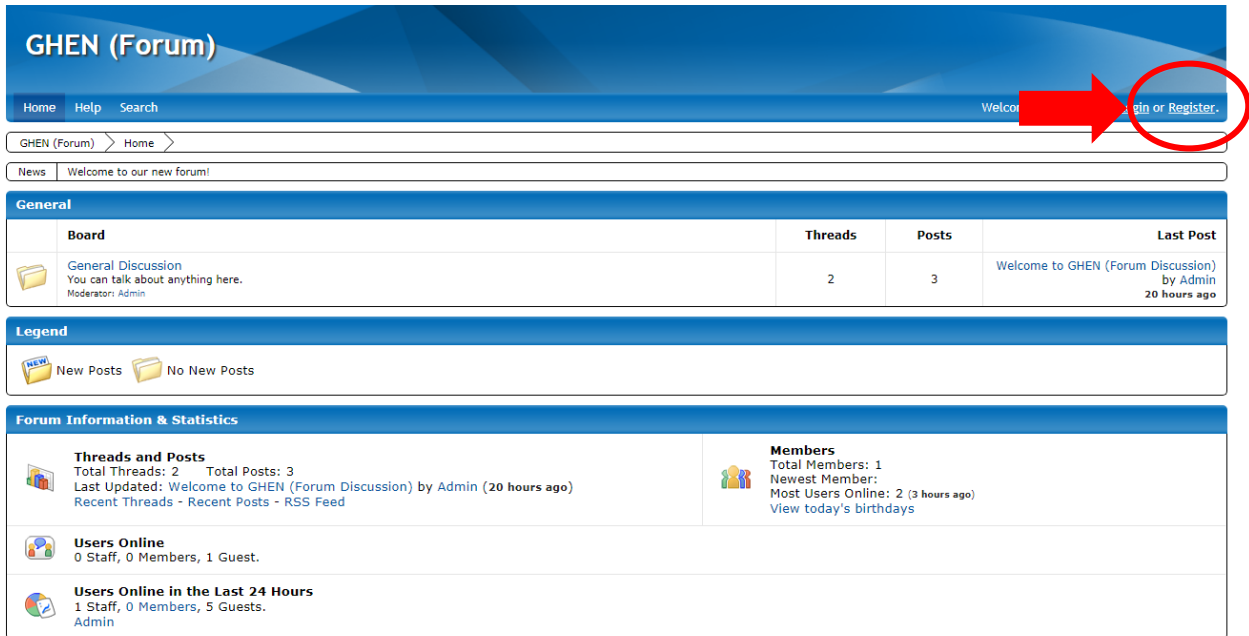 GHEN (Forum)
Home Help Search
or Register.
GHEN (Forum) Home
News Welcome to our new forum!
General
Board Threads Posts Last Post
General Discussion
You can talk about anything here.
Moderator: Admin
2 3
Welcome to GHEN (Forum Discussion)
by Admin
20 hours ago
Legend
NEW New Posts No New Posts
Forum Information & Statistics
Threads and Posts
Total Threads: 2 Total Posts: 3
Last Updated: Welcome to GHEN (Forum Discussion) by Admin (20 hours ago)
Recent Threads - Recent Posts - RSS Feed
Members
Total Members: 1
Newest Member:
Most Users Online: 2 (3 hours ago)
View today's birthdays
Users Online
0 Staff, 0 Members, 1 Guest.
Users Online in the Last 24 Hours
1 Staff, 0 Members, 5 Guests.
Admin